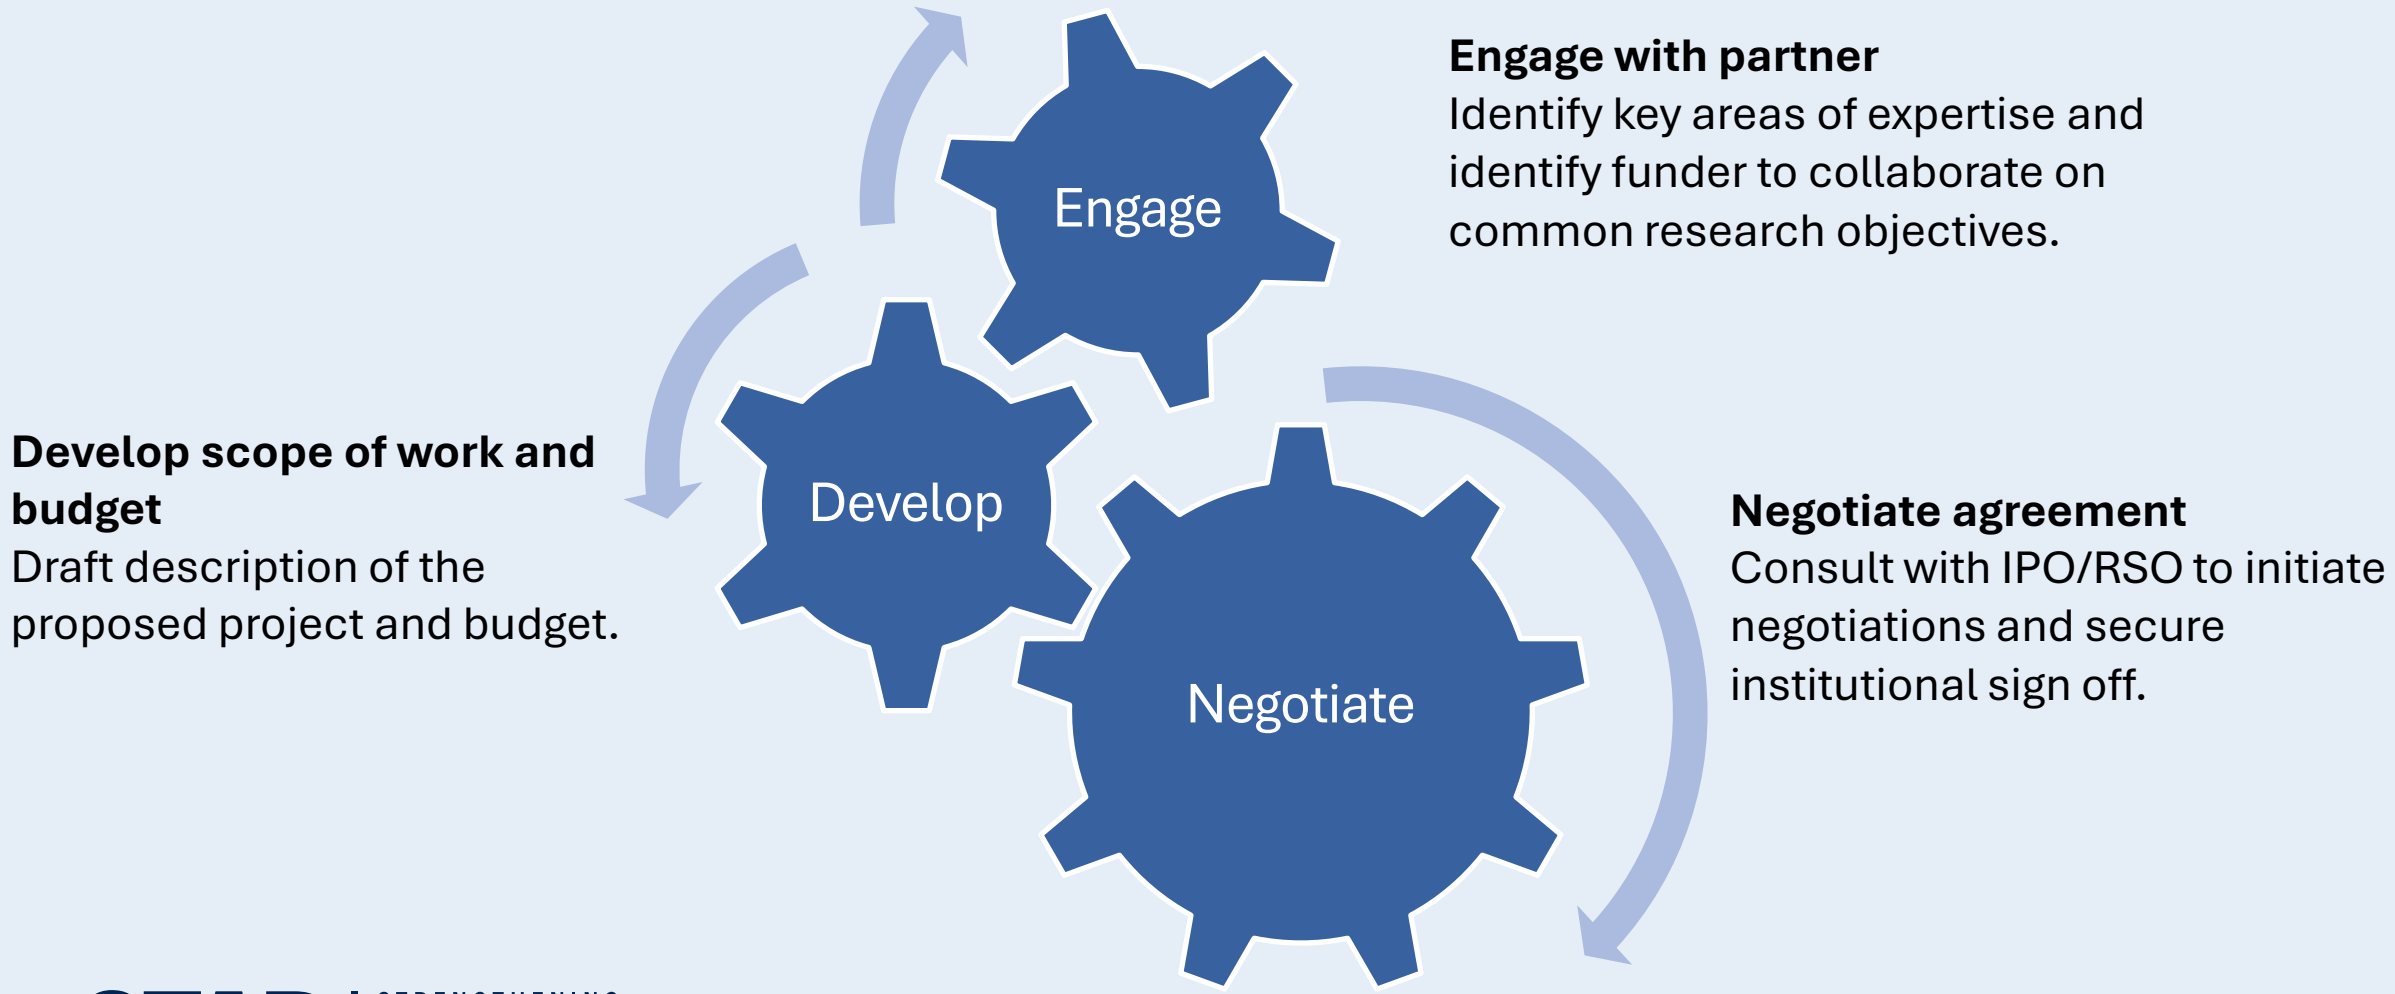 Engage with partner
Identify key areas of expertise and
identify funder to collaborate on
common research objectives.
Engage
Develop scope of work and
budget
Draft description of the
proposed project and budget.
Develop
Negotiate agreement
Consult with IPO/RSO to initiate
negotiations and secure
institutional sign off.
Negotiate